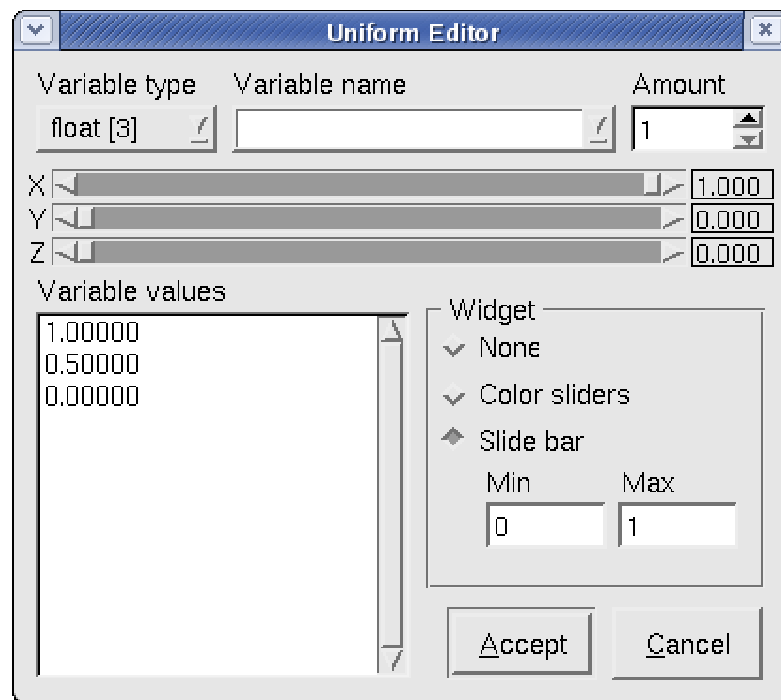 Uniform Editor
Variable type Variable name Amount
float [3] 1
X 1.000
Y 0.000
Z 0.000
Variable values
1.00000
0.50000
0.00000
Widget
None
Color sliders
Slide bar
Min Max
0 1
Accept Cancel